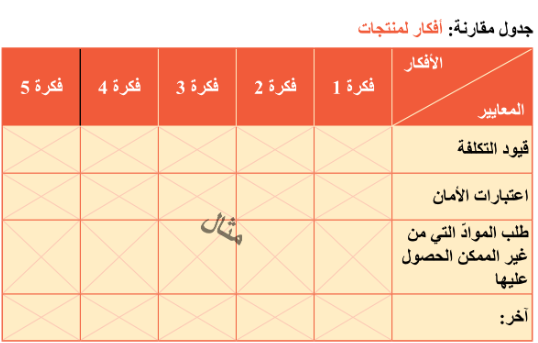 جدول مقارنة: أفكار لمنتجات
الأفكار
المعايير
فكرة 1
فكرة 2
فكرة 3
فكرة 4
فكرة 5
قيود التكلفة
اعتبارات الأمان
طلب الموادّ التي من
غير الممكن الحصول
عليها
آخر:
مثال